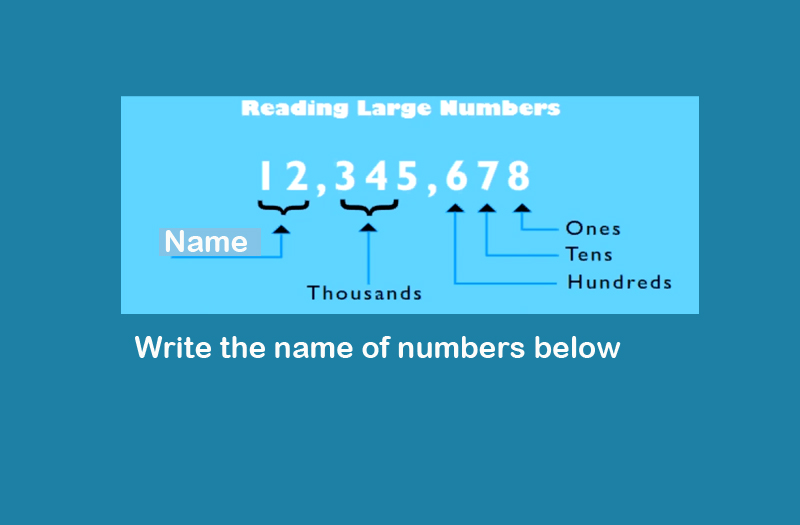 Reading Large Numbers
12,345,678
Name
Ones
Tens
Hundreds
Thousands
Write the name of numbers below